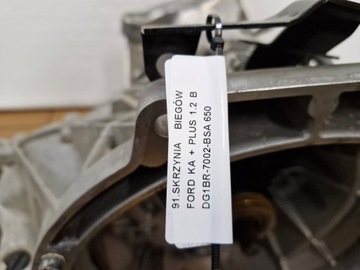 91.SKRZYNIA BIEGÓW
FORD KA + PLUS 1.2 B
DG1BR-7002-BSA 650